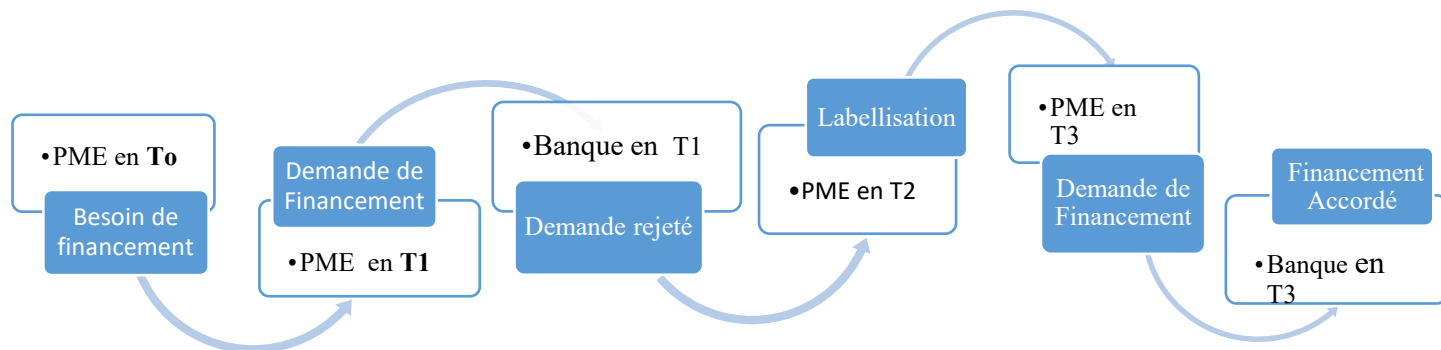 •PME en To
Besoin de
financement
Demande de
Financement
•PME en T1
•Banque en T1
Demande rejeté
Labellisation
•PME en T2
•PME en
T3
Demande de
Financement
Financement
Accordé
•Banque en
T3